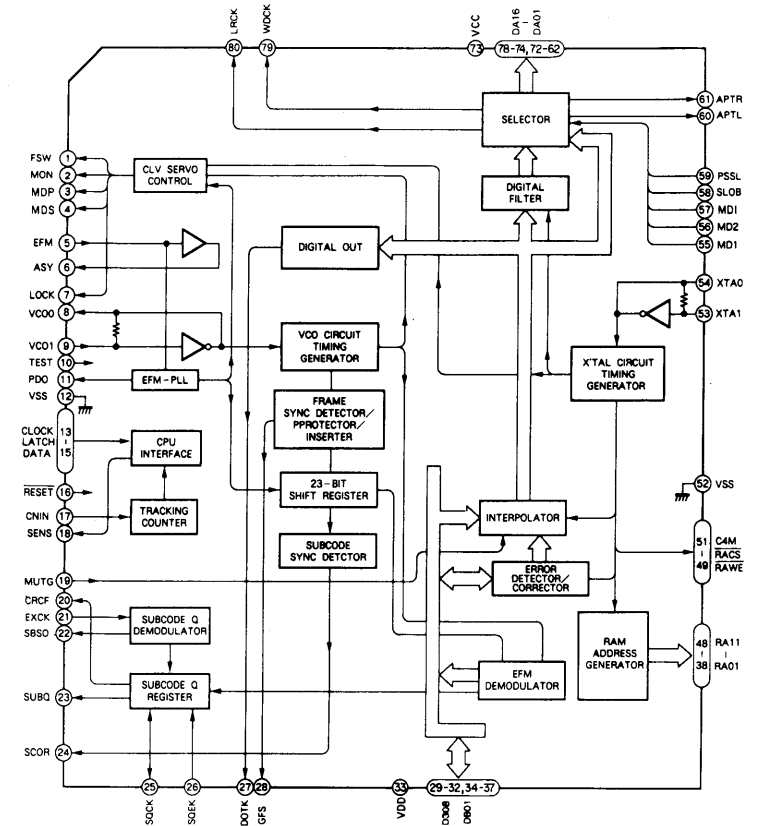 LRCK
WDCK
VCC
DA16
DA01
80
79
73
78-74, 72-62
SELECTOR
61 APTR
60 APTL
FSW 1
MON 2
MDP 3
MDS 4
CLV SERVO
CONTROL
DIGITAL
FILTER
59 PSSL
58 SLOB
57 MDI
56 MD2
55 MD1
EFM 5
ASY 6
DIGITAL OUT
LOCK 7
VCO0 8
54 XTA0
53 XTA1
VCO1 9
TEST 10
PDO 11
VSS 12
EFM-PLL
VCO CIRCUIT
TIMING
GENERATOR
X'TAL CIRCUIT
TIMING
GENERATOR
FRAME
SYNC DETECTOR/
PPROTECTOR/
INSERTER
CLOCK 13
LATCH
DATA 15
CPU
INTERFACE
RESET 16
CNIN 17
SENS 18
TRACKING
COUNTER
23-BIT
SHIFT REGISTER
52 VSS
INTERPOLATOR
SUBCODE
SYNC DETCTOR
51 C4M
RACS
49 RAWE
ERROR
DETECTOR/
CORRECTOR
MUTG 19
CRCF 20
EXCK 21
SBSO 22
SUBCODE Q
DEMODULATOR
RAM
ADDRESS
GENERATOR
48 RA11
38 RA01
SUBQ 23
SUBCODE Q
REGISTER
EFM
DEMODULATOR
SCOR 24
25
26
27
28
33
29-32, 34-37
SQCK
SQEK
DOTK
GFS
VDD
D308
DB01